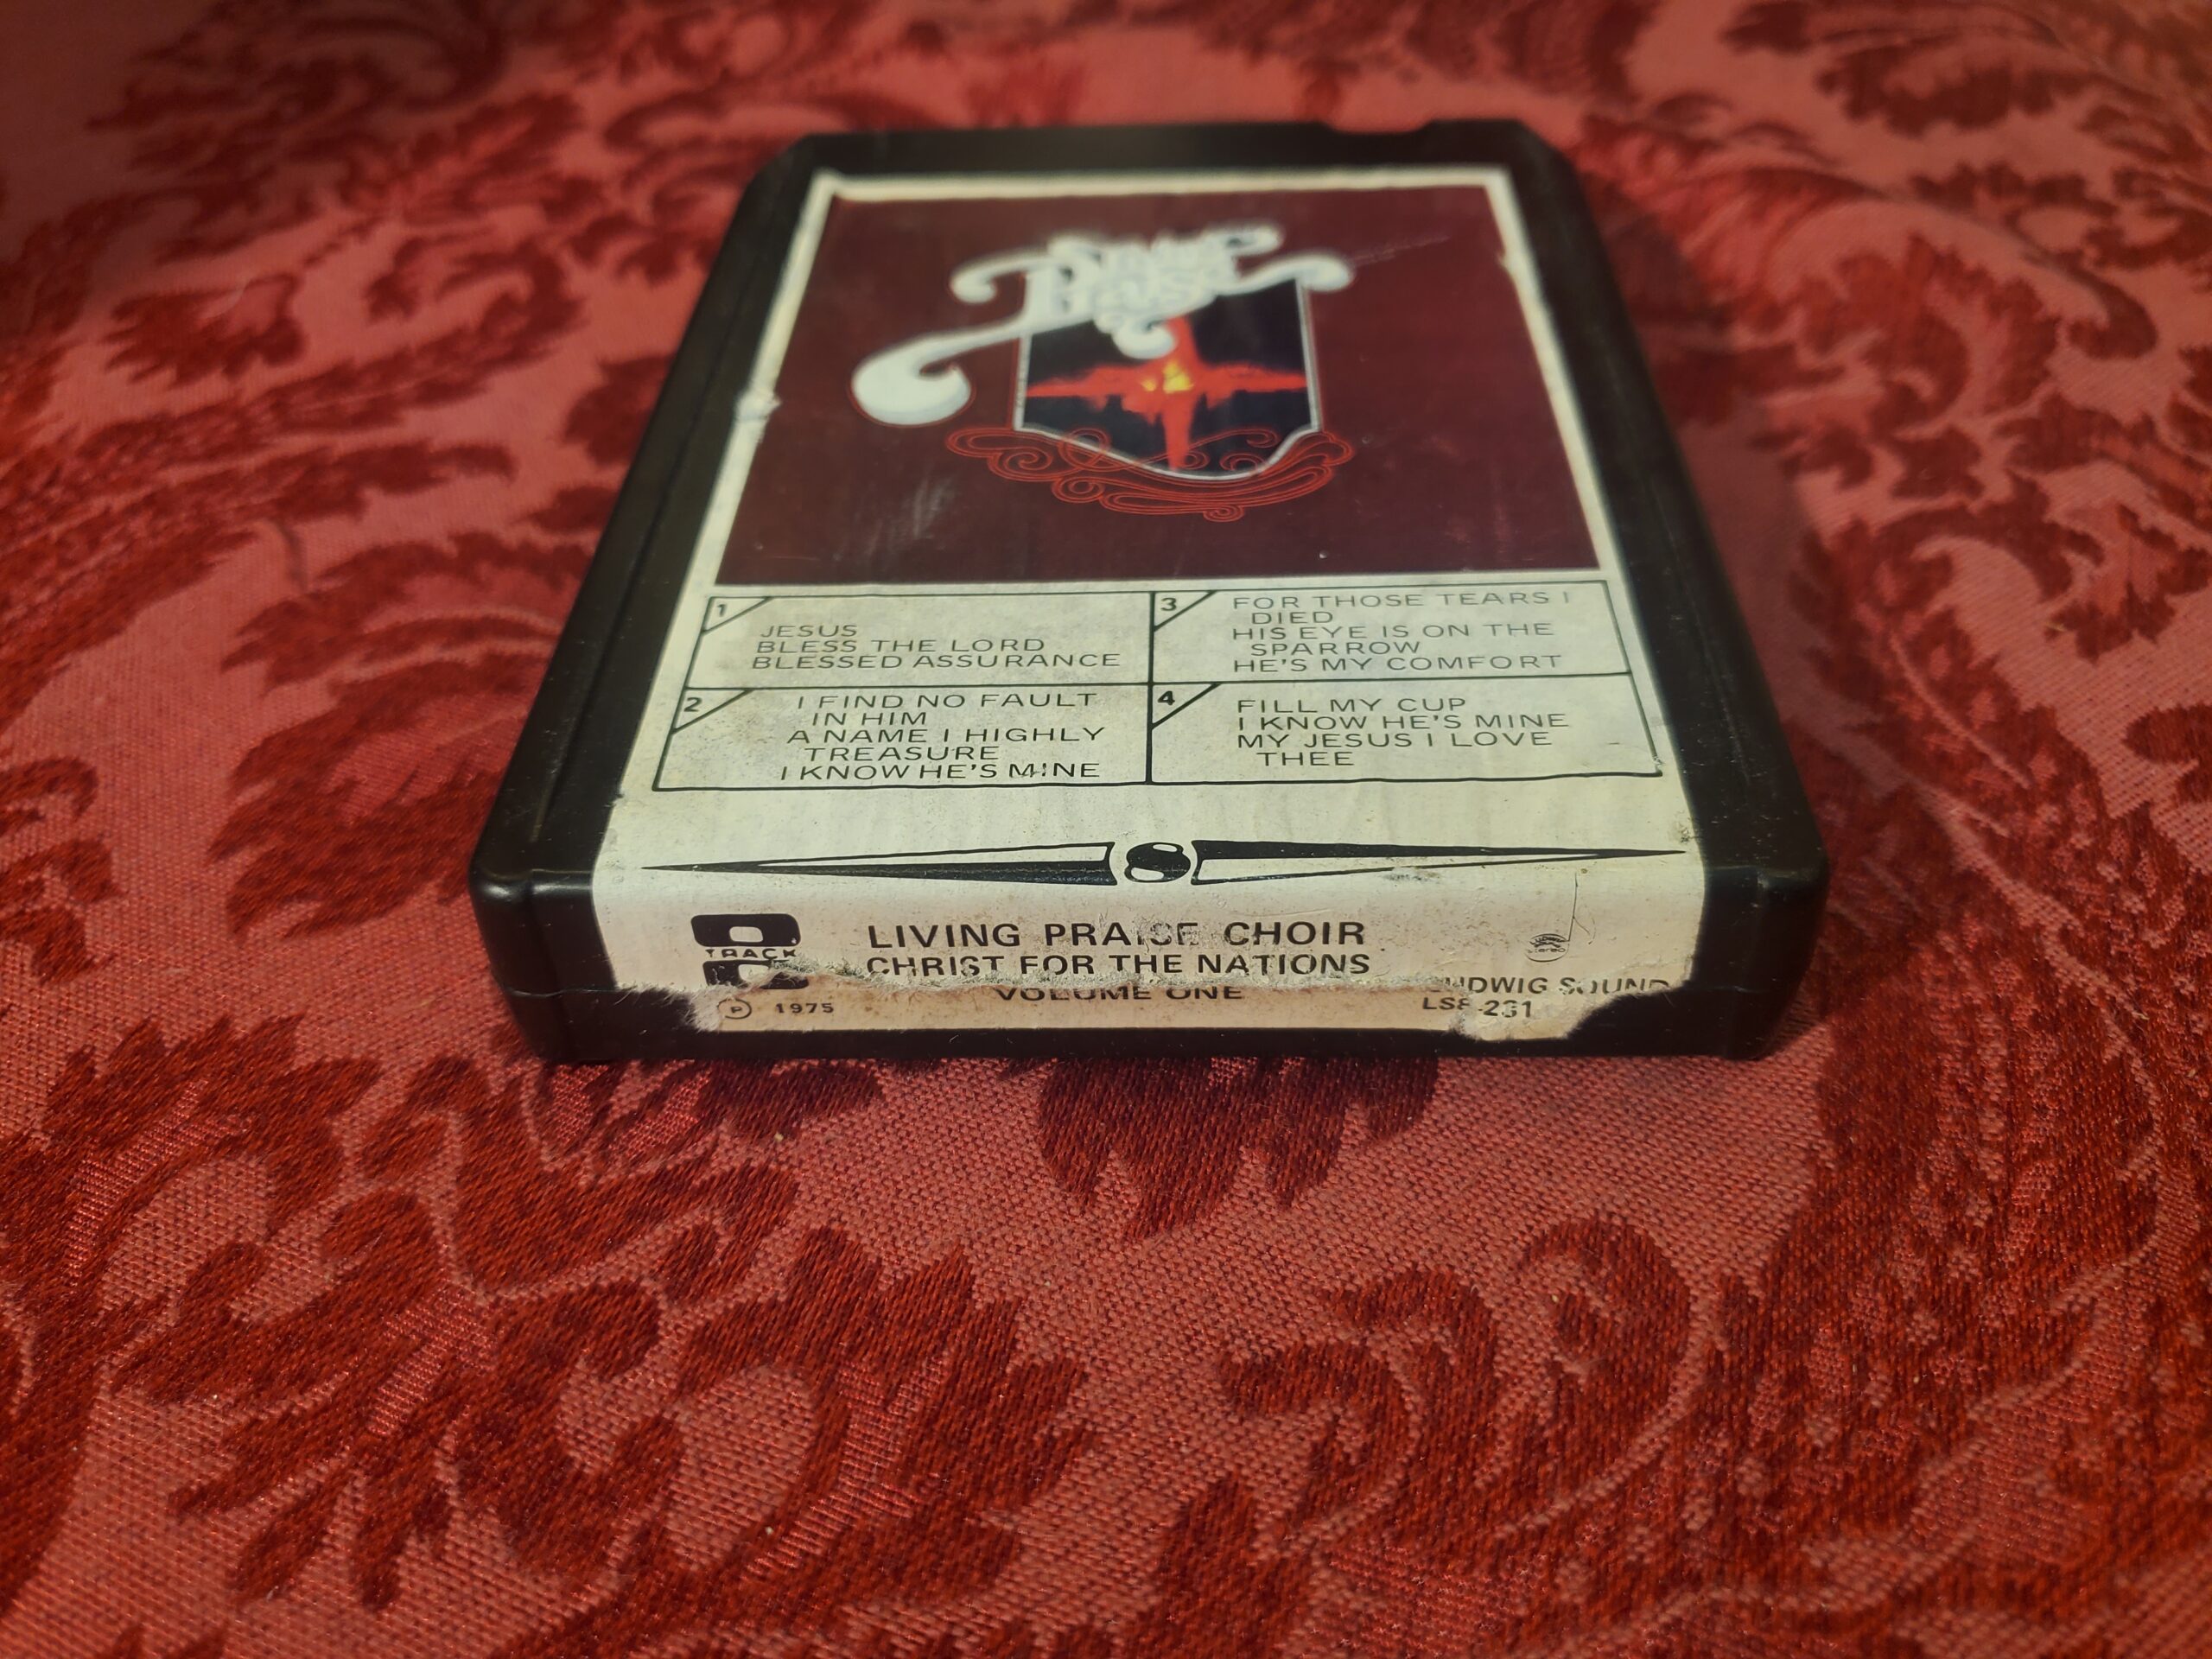 1
JESUS
BLESS THE LORD
BLESSED ASSURANCE
2
I FIND NO FAULT
IN HIM
A NAME I HIGHLY
TREASURE
I KNOW HE'S MINE
3
FOR THOSE TEARS I
DIED
HIS EYE IS ON THE
SPARROW
HE'S MY COMFORT
4
FILL MY CUP
I KNOW HE'S MINE
MY JESUS I LOVE
THEE
TRACK
LIVING PRAISE CHOIR
CHRIST FOR THE NATIONS
VOLUME ONE
℗ 1975
SOUND